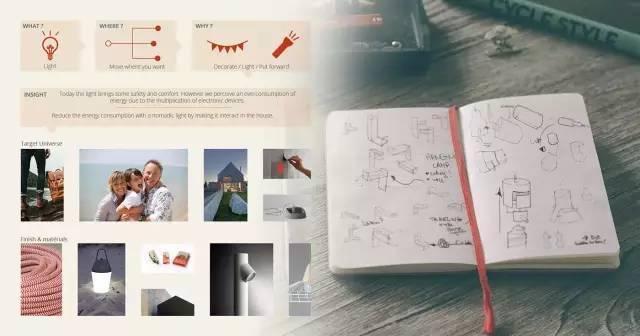 WHAT ?
WHERE ?
WHY ?
Light
Move where you want
Decorate / Light / Put forward
INSIGHT
Today the light brings some safety and comfort. However we perceive an overconsumption of
energy due to the multiplication of electronic devices.
Reduce the energy consumption with a nomadic light by making it interact in the house.
Target Universe
Finish & matérials
CYCLE STYLE